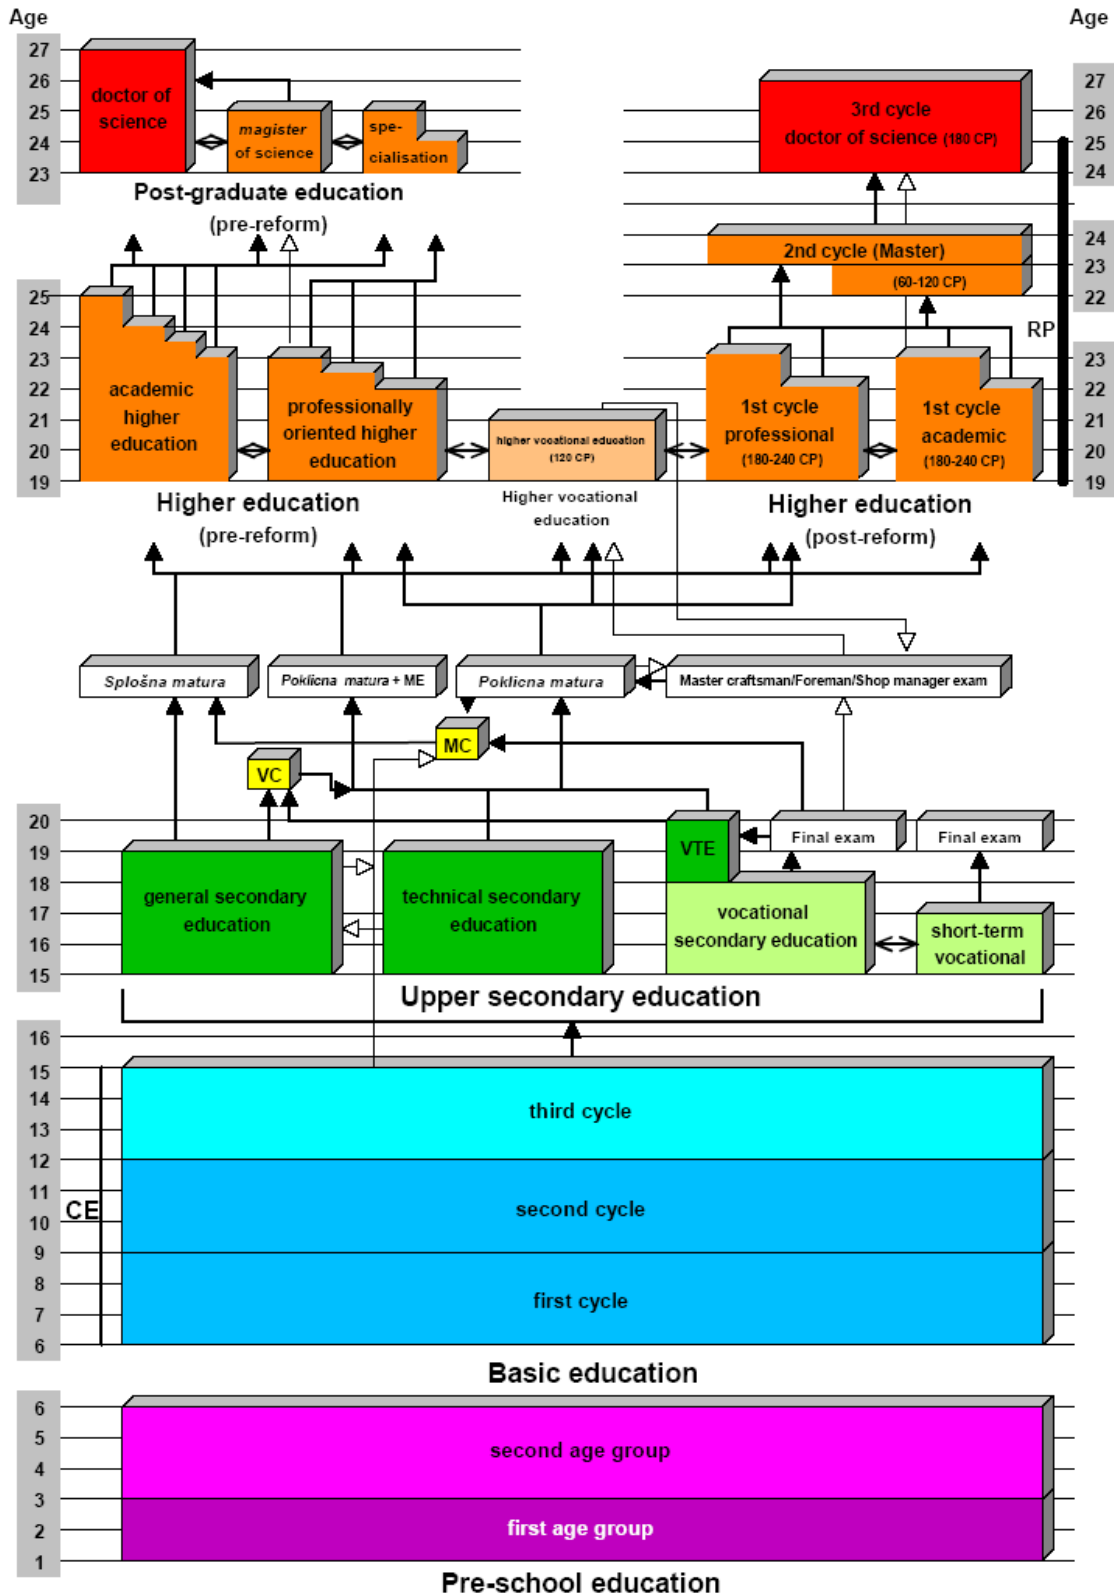 Age
Age
27
26
25
24
23
doctor of
science
magister
of science
spe-
cialisation
Post-graduate education
(pre-reform)
27
26
25
24
3rd cycle
doctor of science (180 CP)
24
23
22
2nd cycle (Master)
(60-120 CP)
RP
25
24
23
22
21
20
19
academic
higher
education
professionally
oriented higher
education
higher vocational education
(120 CP)
1st cycle
professional
(180-240 CP)
1st cycle
academic
(180-240 CP)
23
22
21
20
19
Higher education
(pre-reform)
Higher vocational
education
Higher education
(post-reform)
Splošna matura
Poklicna matura + ME
Poklicna matura
Master craftsman/Foreman/Shop manager exam
MC
VC
20
19
18
17
16
15
general secondary
education
technical secondary
education
VTE
Final exam
Final exam
vocational
secondary education
short-term
vocational
Upper secondary education
16
15
14
13
12
11
10
9
8
7
6
CE
third cycle
second cycle
first cycle
Basic education
6
5
4
3
2
1
second age group
first age group
Pre-school education